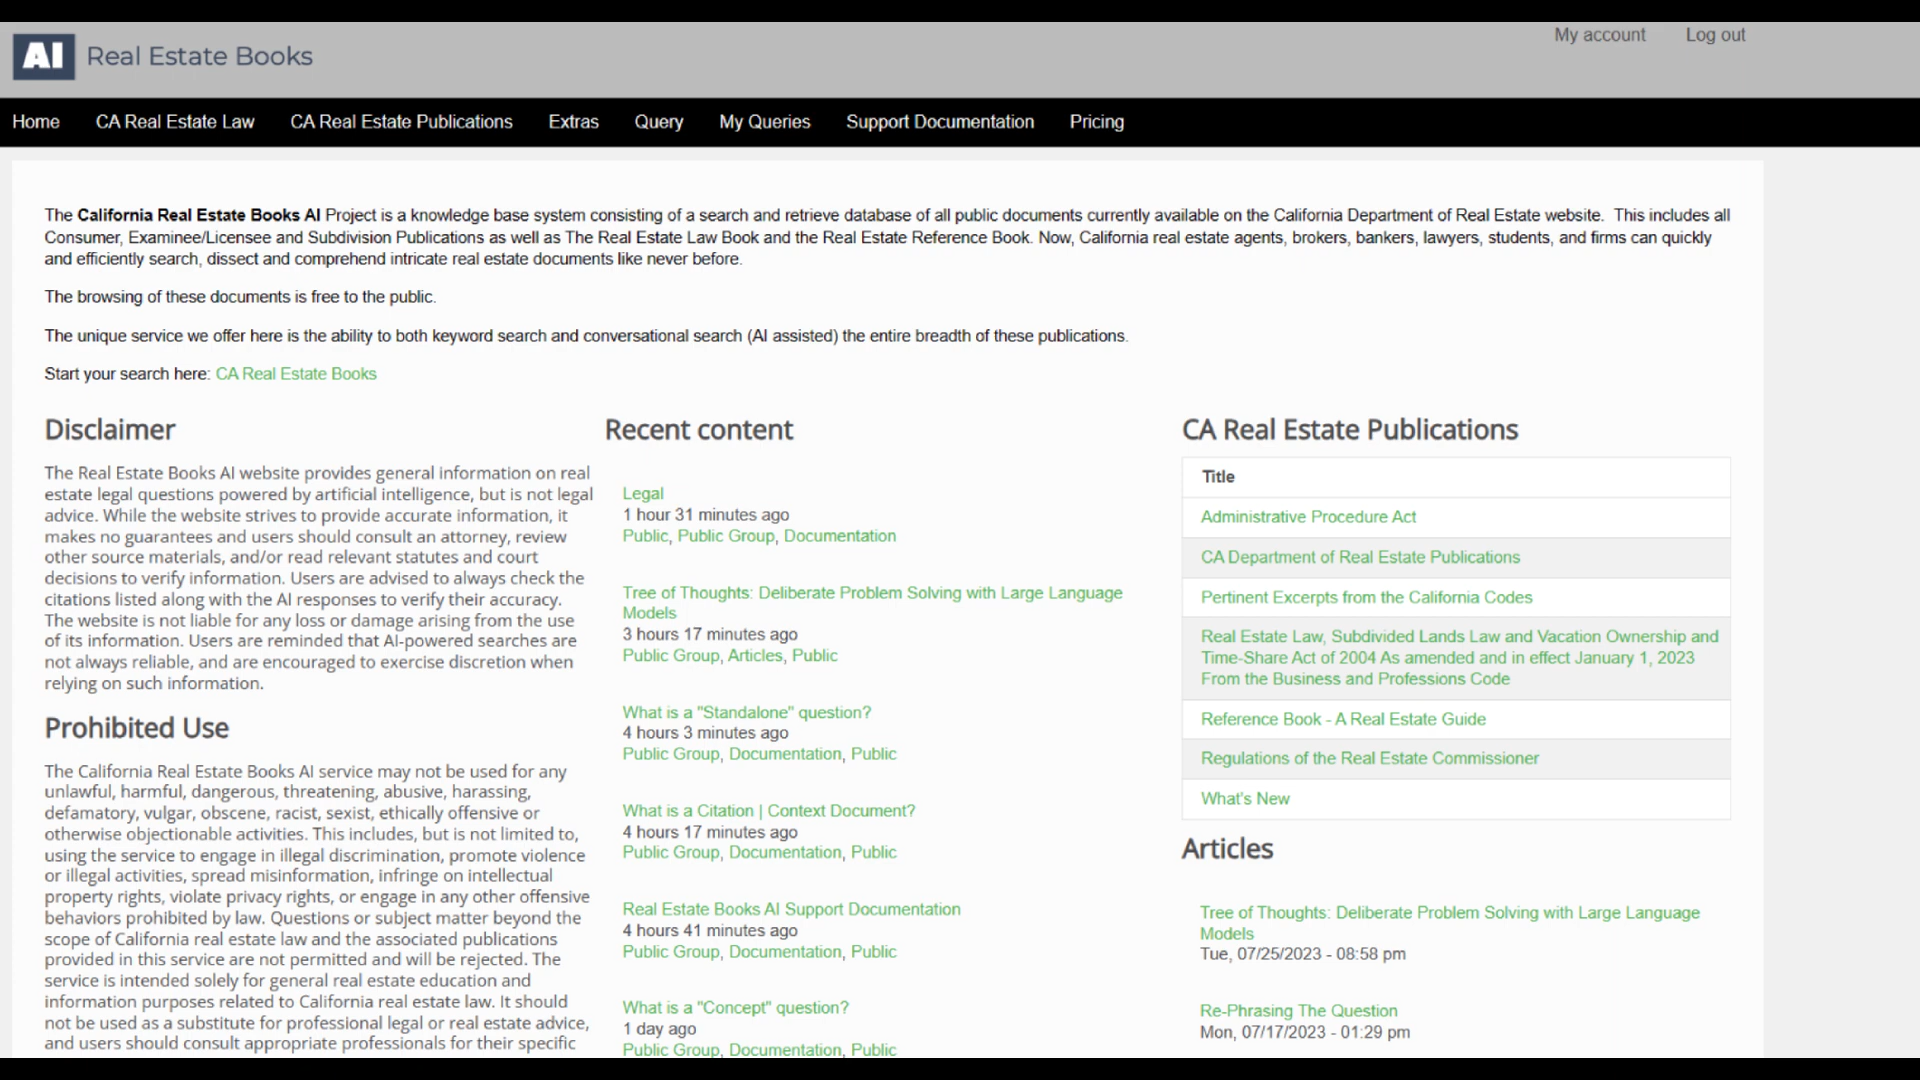 My account Log out
AI Real Estate Books
Home CA Real Estate Law CA Real Estate Publications Extras Query My Queries Support Documentation Pricing
The California Real Estate Books AI Project is a knowledge base system consisting of a search and retrieve database of all public documents currently available on the California Department of Real Estate website. This includes all
Consumer, Examinee/Licensee and Subdivision Publications as well as The Real Estate Law Book and the Real Estate Reference Book. Now, California real estate agents, brokers, bankers, lawyers, students, and firms can quickly
and efficiently search, dissect and comprehend intricate real estate documents like never before.
The browsing of these documents is free to the public.
The unique service we offer here is the ability to both keyword search and conversational search (AI assisted) the entire breadth of these publications.
Start your search here: CA Real Estate Books
Disclaimer
The Real Estate Books AI website provides general information on real
estate legal questions powered by artificial intelligence, but is not legal
advice. While the website strives to provide accurate information, it
makes no guarantees and users should consult an attorney, review
other source materials, and/or read relevant statutes and court
decisions to verify information. Users are advised to always check the
citations listed along with the AI responses to verify their accuracy.
The website is not liable for any loss or damage arising from the use
of its information. Users are reminded that AI-powered searches are
not always reliable, and are encouraged to exercise discretion when
relying on such information.
Prohibited Use
The California Real Estate Books AI service may not be used for any
unlawful, harmful, dangerous, threatening, abusive, harassing,
defamatory, vulgar, obscene, racist, sexist, ethically offensive or
otherwise objectionable activities. This includes, but is not limited to,
using the service to engage in illegal discrimination, promote violence
or illegal activities, spread misinformation, infringe on intellectual
property rights, violate privacy rights, or engage in any other offensive
behaviors prohibited by law. Questions or subject matter beyond the
scope of California real estate law and the associated publications
provided in this service are not permitted and will be rejected. The
service is intended solely for general real estate education and
information purposes related to California real estate law. It should
not be used as a substitute for professional legal or real estate advice,
and users should consult appropriate professionals for their specific
Recent content
Legal
1 hour 31 minutes ago
Public, Public Group, Documentation
Tree of Thoughts: Deliberate Problem Solving with Large Language
Models
3 hours 17 minutes ago
Public Group, Articles, Public
What is a "Standalone" question?
4 hours 3 minutes ago
Public Group, Documentation, Public
What is a Citation | Context Document?
4 hours 17 minutes ago
Public Group, Documentation, Public
Real Estate Books AI Support Documentation
4 hours 41 minutes ago
Public Group, Documentation, Public
What is a "Concept" question?
1 day ago
Public Group, Documentation, Public
CA Real Estate Publications
Title
Administrative Procedure Act
CA Department of Real Estate Publications
Pertinent Excerpts from the California Codes
Real Estate Law, Subdivided Lands Law and Vacation Ownership and
Time-Share Act of 2004 As amended and in effect January 1, 2023
From the Business and Professions Code
Reference Book - A Real Estate Guide
Regulations of the Real Estate Commissioner
What's New
Articles
Tree of Thoughts: Deliberate Problem Solving with Large Language
Models
Tue, 07/25/2023 - 08:58 pm
Re-Phrasing The Question
Mon, 07/17/2023 - 01:29 pm